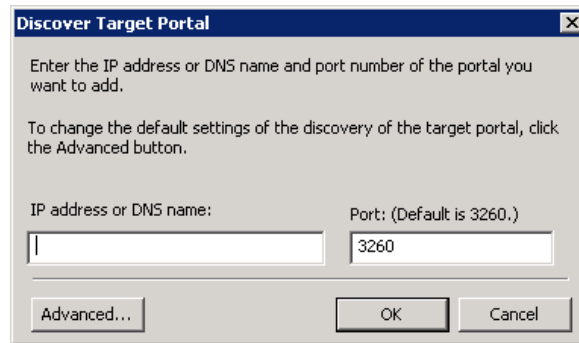 Discover Target Portal
Enter the IP address or DNS name and port number of the portal you
want to add.
To change the default settings of the discovery of the target portal, click
the Advanced button.
IP address or DNS name:
Port: (Default is 3260.)
3260
Advanced...
OK
Cancel